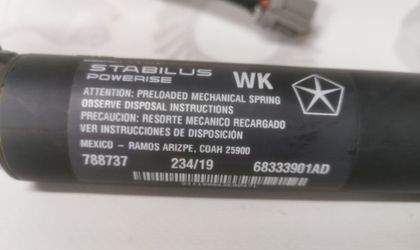 STABILUS
POWERISE
WK
ATTENTION: PRELOADED MECHANICAL SPRING
OBSERVE DISPOSAL INSTRUCTIONS
PRECAUCION: RESORTE MECANICO RECARGADO
VER INSTRUCCIONES DE DISPOSICIÓN
MEXICO - RAMOS ARIZPE, COAH 25900
788737 234/19 68333901AD